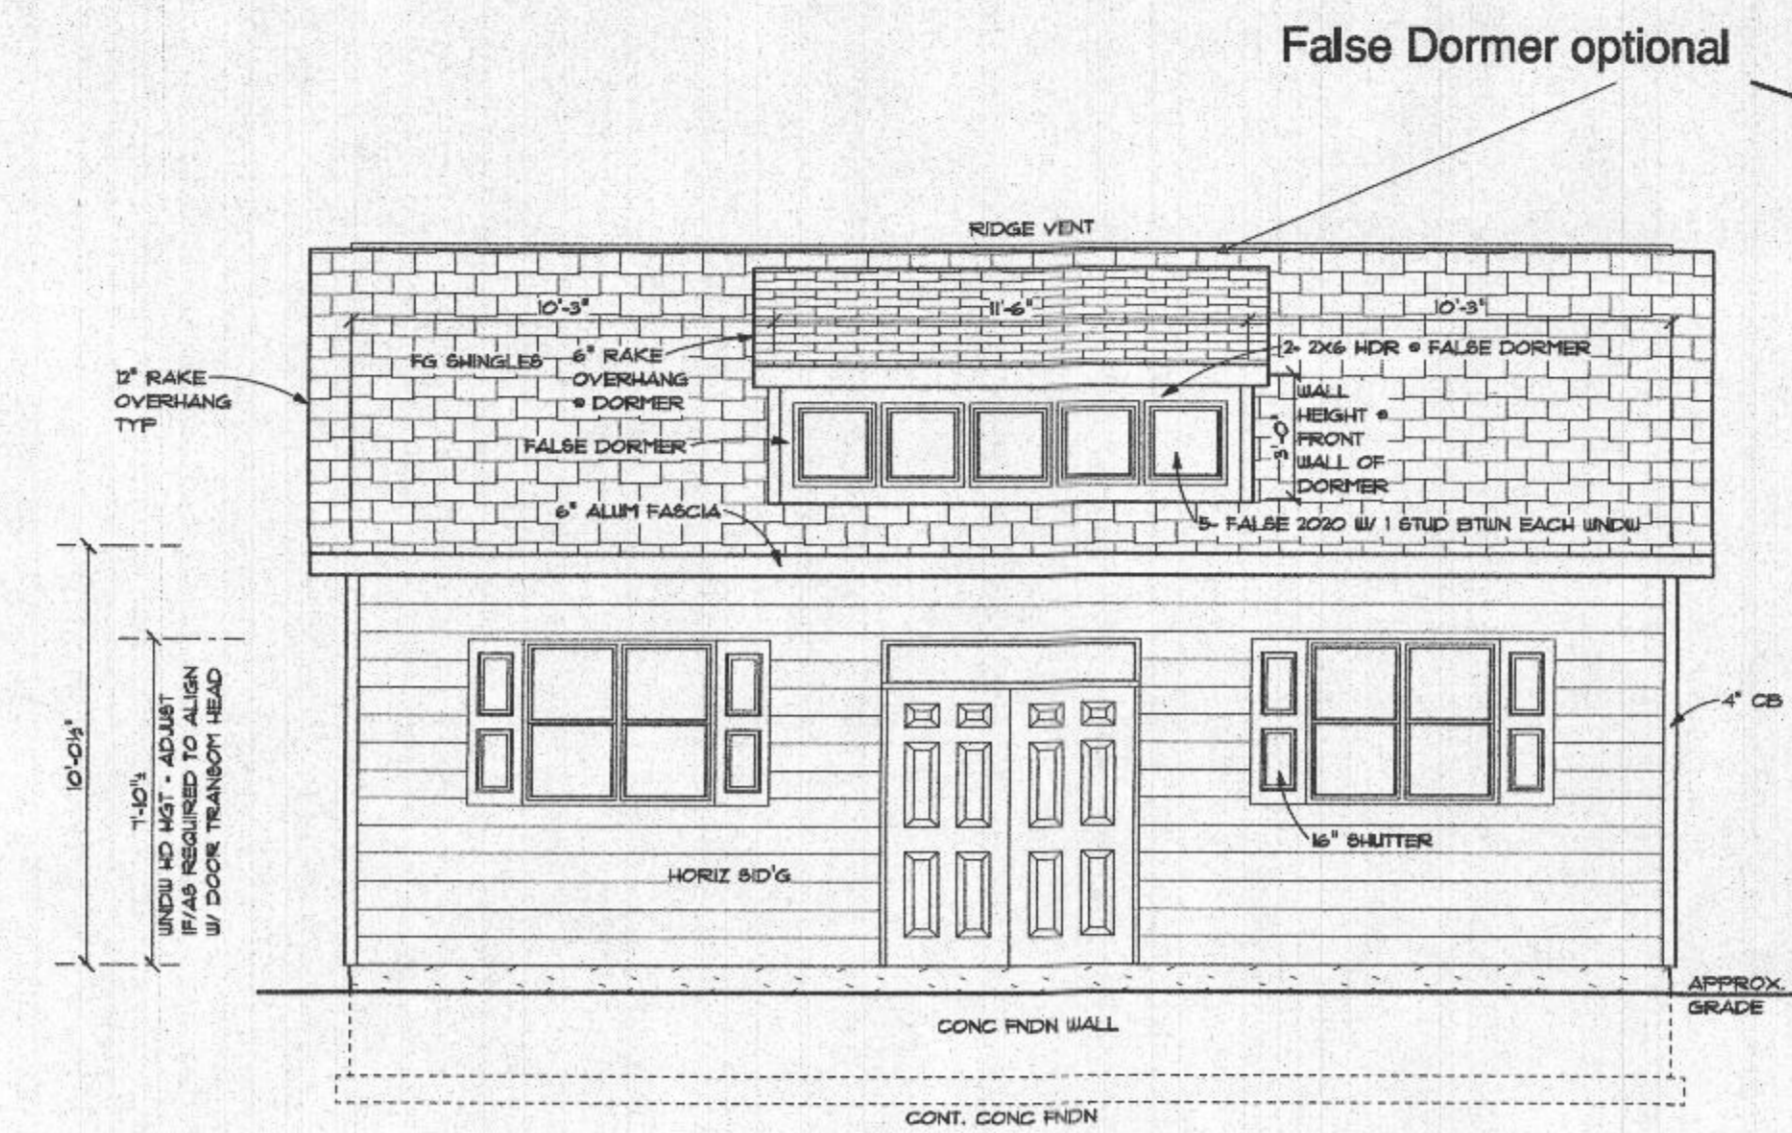 False Dormer optional
RIDGE VENT
10'-3"
11'-6"
10'-3"
FG SHINGLES
6" RAKE
OVERHANG
@ DORMER
2- 2X6 HDR @ FALSE DORMER
12" RAKE
OVERHANG
TYP
WALL
HEIGHT @
FRONT
WALL OF
DORMER
3'-0"
FALSE DORMER
6" ALUM FASCIA
5- FALSE 2020 W/ 1 STUD BTWN EACH WNDW
10'-0½"
7'-10"½
WNDW HD HGT - ADJUST
IF/AS REQUIRED TO ALIGN
W/ DOOR TRANSOM HEAD
4" CB
16" SHUTTER
HORIZ SID'G
APPROX.
GRADE
CONC FNDN WALL
CONT. CONC FNDN